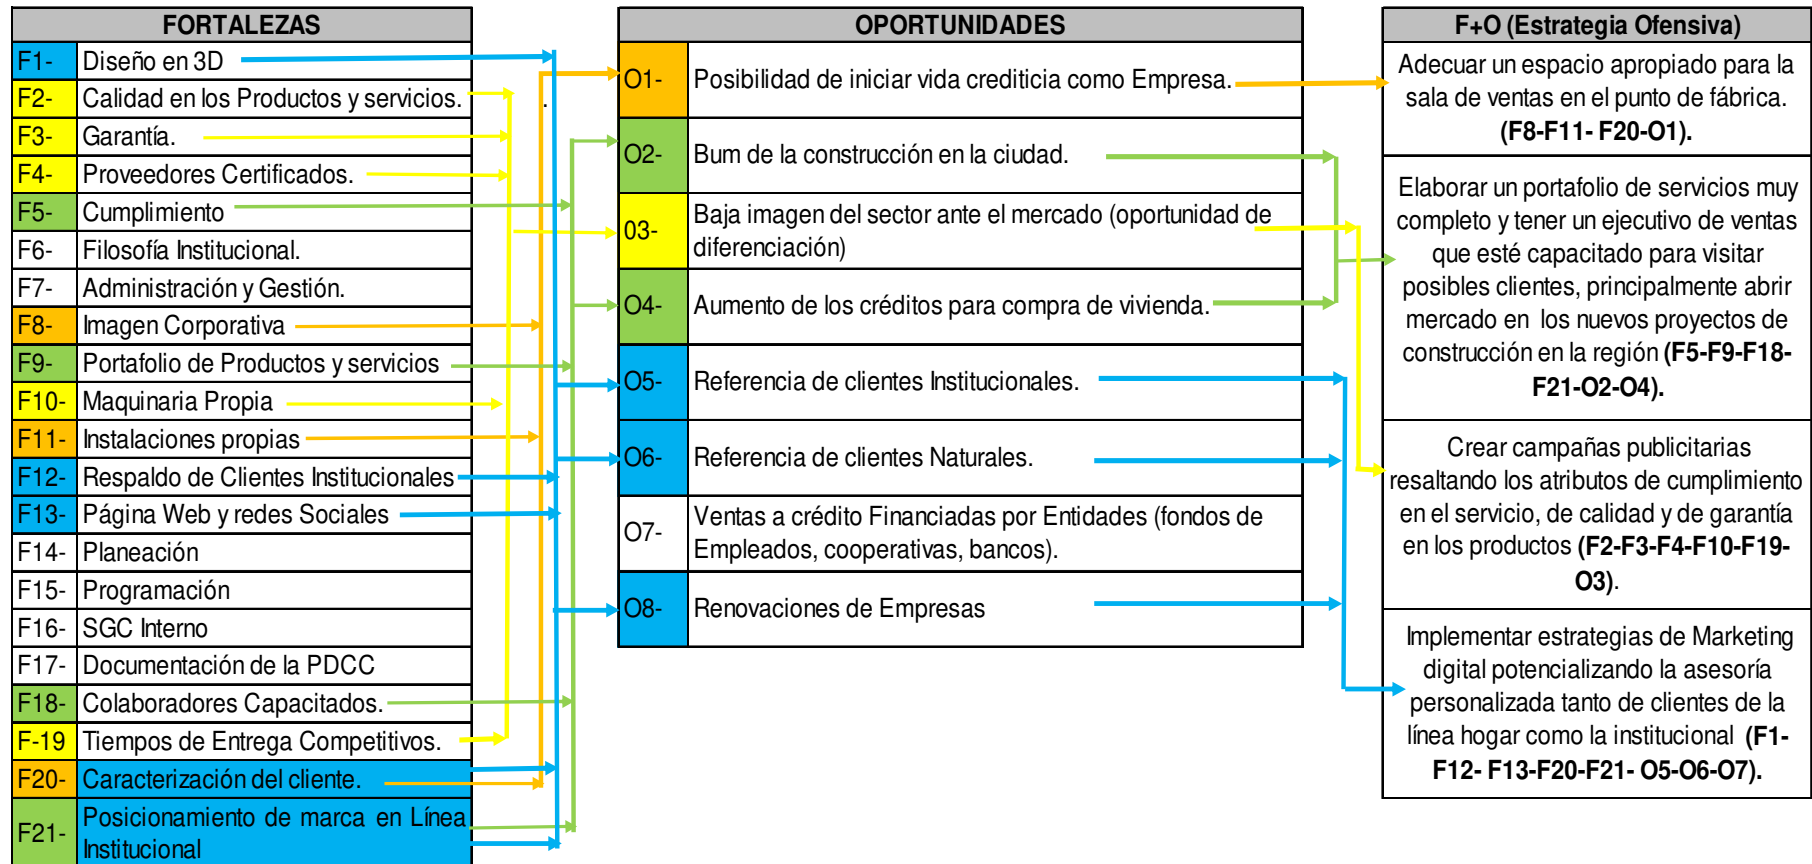 FORTALEZAS
F1- Diseño en 3D
F2- Calidad en los Productos y servicios.
F3- Garantía.
F4- Proveedores Certificados.
F5- Cumplimiento
F6- Filosofía Institucional.
F7- Administración y Gestión.
F8- Imagen Corporativa
F9- Portafolio de Productos y servicios
F10- Maquinaria Propia
F11- Instalaciones propias
F12- Respaldo de Clientes Institucionales
F13- Página Web y redes Sociales
F14- Planeación
F15- Programación
F16- SGC Interno
F17- Documentación de la PDCC
F18- Colaboradores Capacitados.
F-19 Tiempos de Entrega Competitivos.
F20- Caracterización del cliente.
F21- Posicionamiento de marca en Línea
Institucional
.
OPORTUNIDADES
O1- Posibilidad de iniciar vida crediticia como Empresa.
O2- Bum de la construcción en la ciudad.
03- Baja imagen del sector ante el mercado (oportunidad de
diferenciación)
O4- Aumento de los créditos para compra de vivienda.
O5- Referencia de clientes Institucionales.
O6- Referencia de clientes Naturales.
O7- Ventas a crédito Financiadas por Entidades (fondos de
Empleados, cooperativas, bancos).
O8- Renovaciones de Empresas
F+O (Estrategia Ofensiva)
Adecuar un espacio apropiado para la
sala de ventas en el punto de fábrica.
(F8-F11- F20-O1).
Elaborar un portafolio de servicios muy
completo y tener un ejecutivo de ventas
que esté capacitado para visitar
posibles clientes, principalmente abrir
mercado en los nuevos proyectos de
construcción en la región (F5-F9-F18-
F21-O2-O4).
Crear campañas publicitarias
resaltando los atributos de cumplimiento
en el servicio, de calidad y de garantía
en los productos (F2-F3-F4-F10-F19-
O3).
Implementar estrategias de Marketing
digital potencializando la asesoría
personalizada tanto de clientes de la
línea hogar como la institucional (F1-
F12- F13-F20-F21- O5-O6-O7).